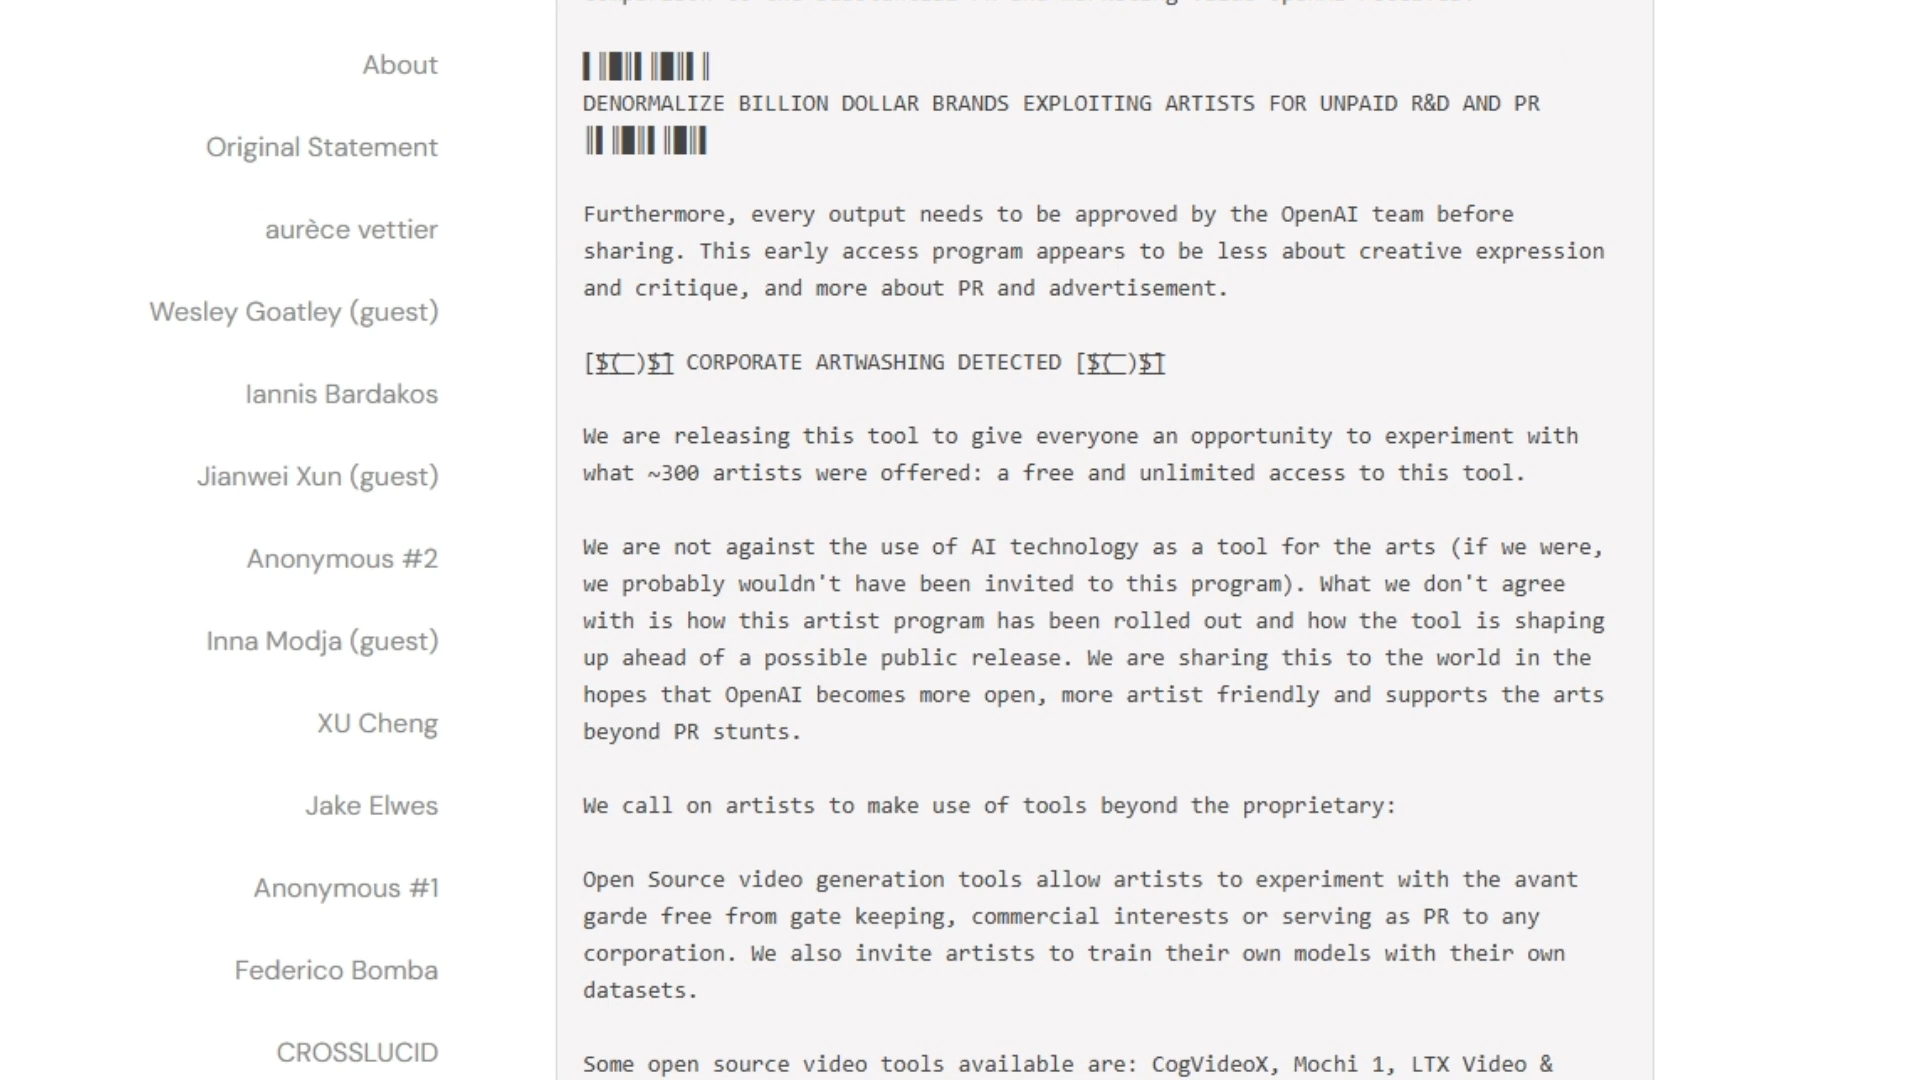 About
Original Statement
aurèce vettier
Wesley Goatley (guest)
Iannis Bardakos
Jianwei Xun (guest)
Anonymous #2
Inna Modja (guest)
XU Cheng
Jake Elwes
Anonymous #1
Federico Bomba
CROSSLUCID
DENORMALIZE BILLION DOLLAR BRANDS EXPLOITING ARTISTS FOR UNPAID R&D AND PR
Furthermore, every output needs to be approved by the OpenAI team before
sharing. This early access program appears to be less about creative expression
and critique, and more about PR and advertisement.
CORPORATE ARTWASHING DETECTED
We are releasing this tool to give everyone an opportunity to experiment with
what ~300 artists were offered: a free and unlimited access to this tool.
We are not against the use of AI technology as a tool for the arts (if we were,
we probably wouldn't have been invited to this program). What we don't agree
with is how this artist program has been rolled out and how the tool is shaping
up ahead of a possible public release. We are sharing this to the world in the
hopes that OpenAI becomes more open, more artist friendly and supports the arts
beyond PR stunts.
We call on artists to make use of tools beyond the proprietary:
Open Source video generation tools allow artists to experiment with the avant
garde free from gate keeping, commercial interests or serving as PR to any
corporation. We also invite artists to train their own models with their own
datasets.
Some open source video tools available are: CogVideoX, Mochi 1, LTX Video &